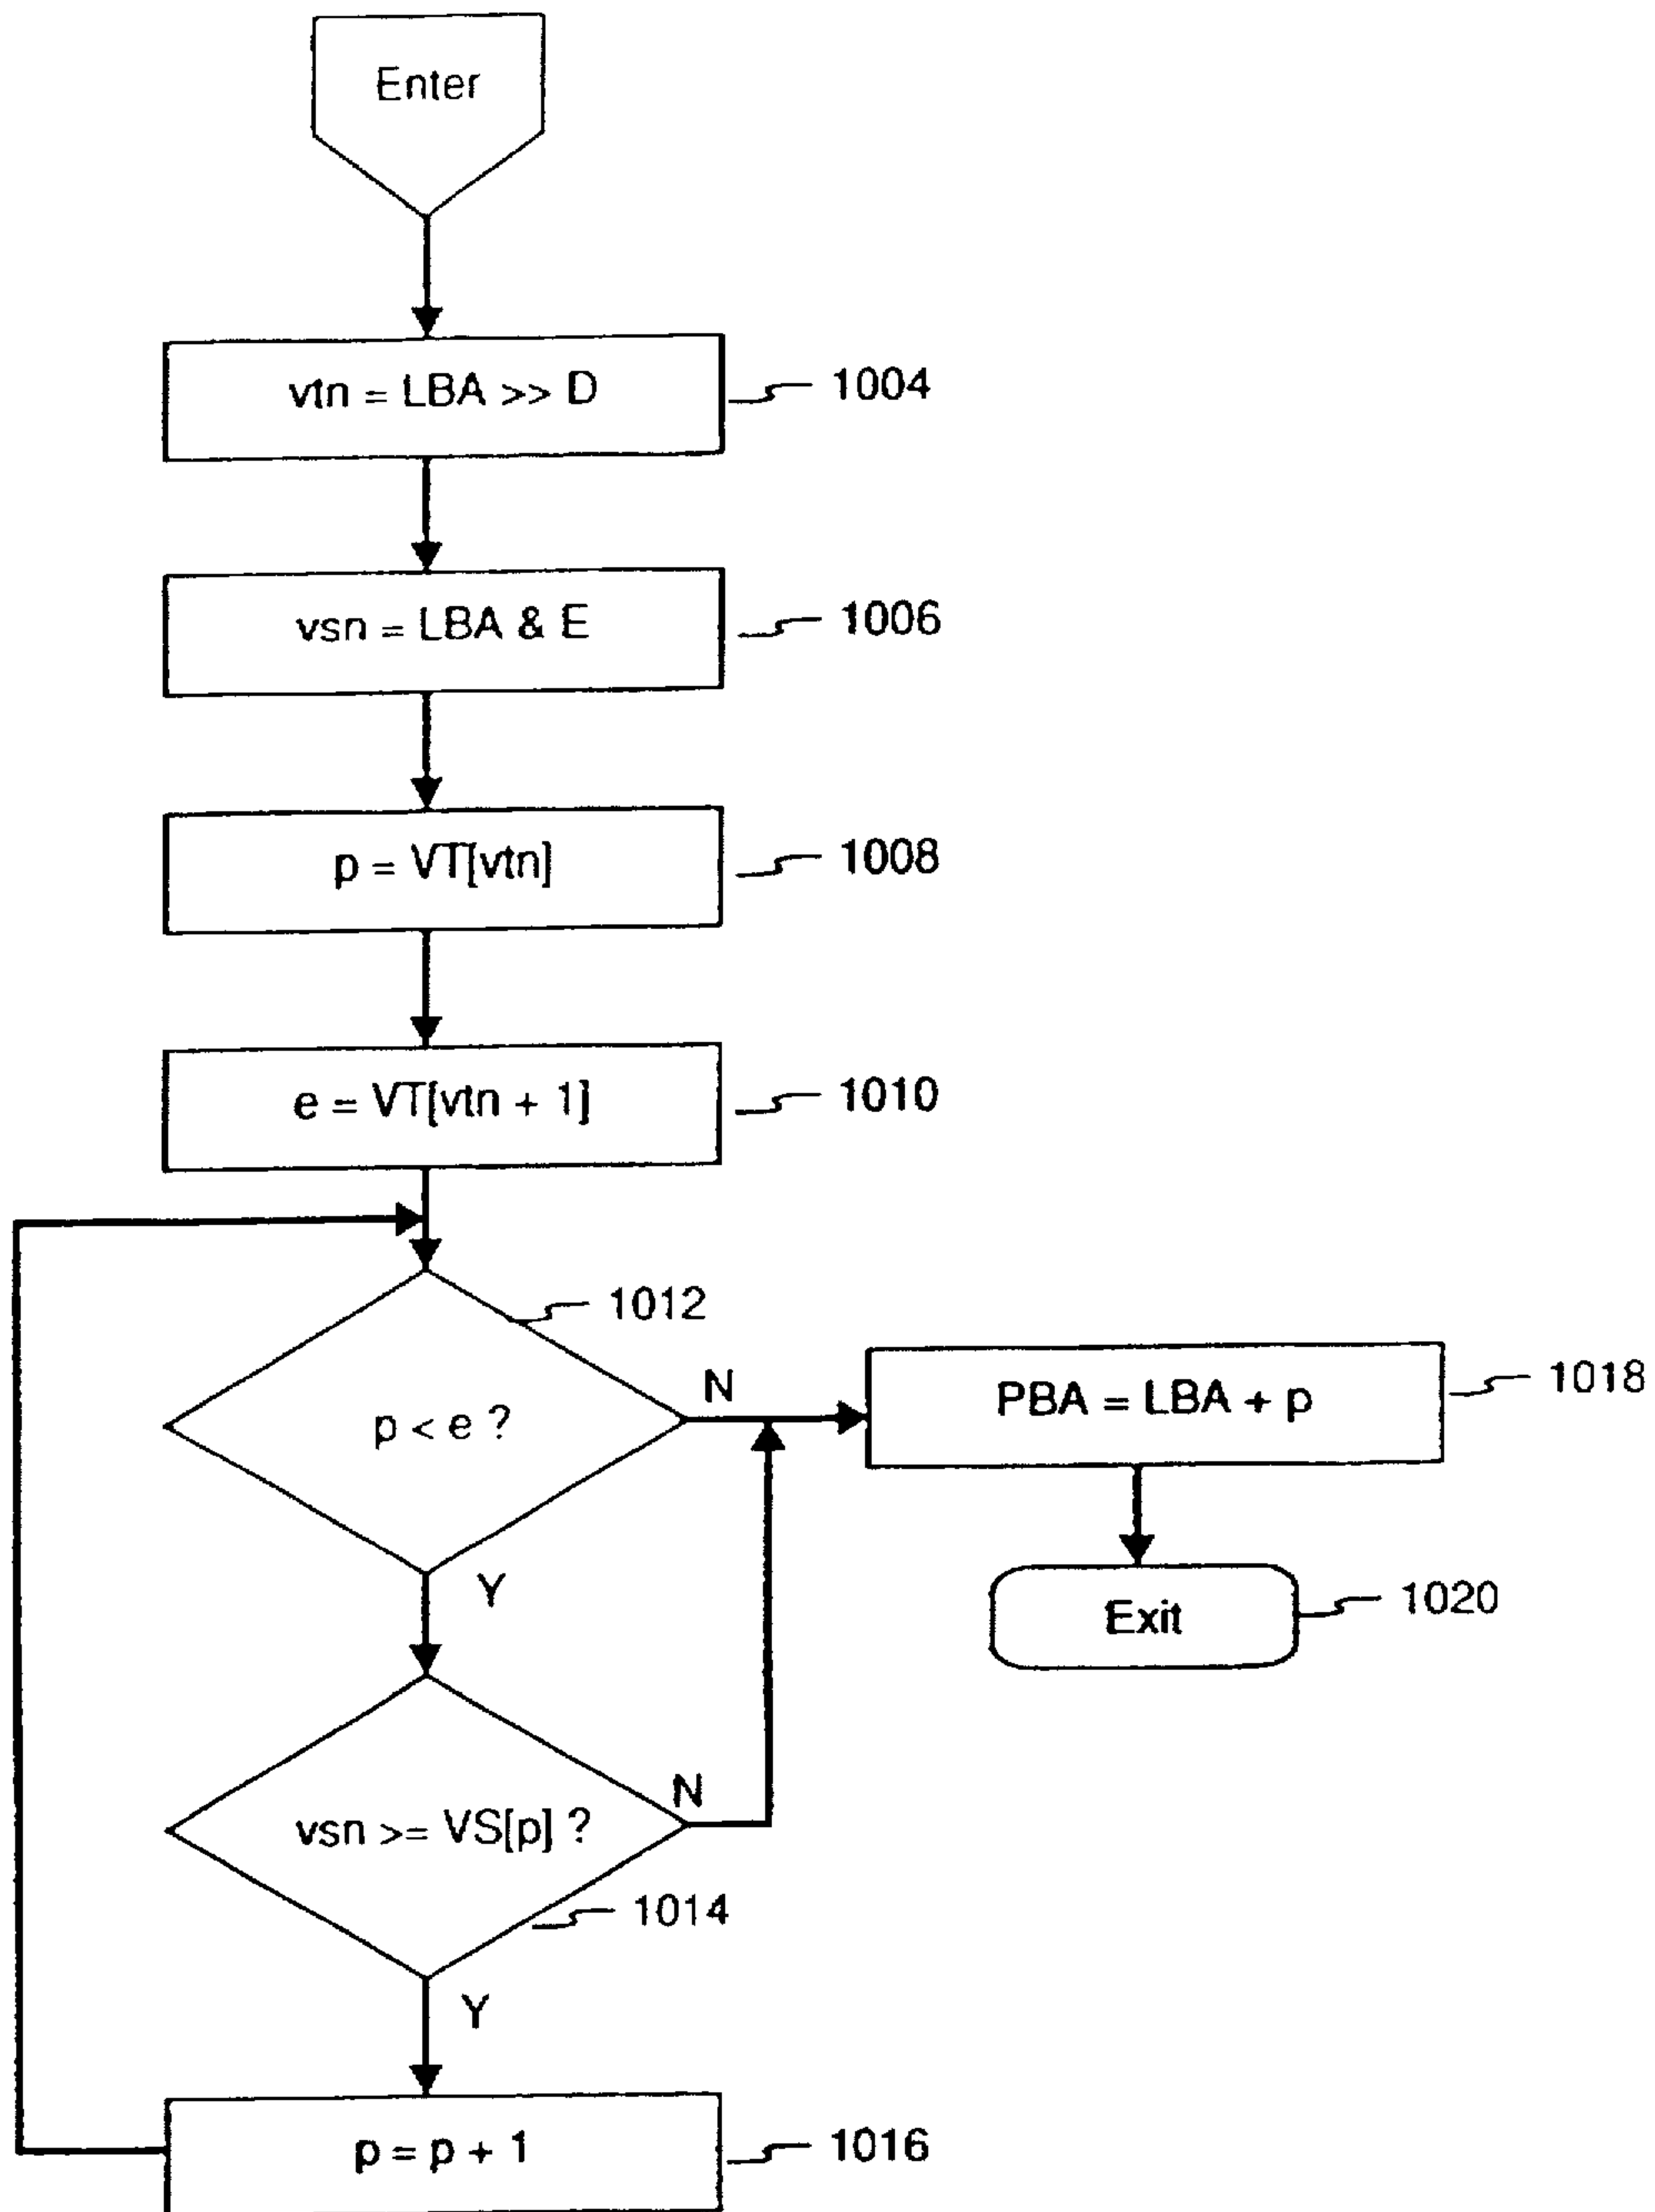 Enter
vtn = LBA >> D
1004
vsn = LBA & E
1006
p = VT[vtn]
1008
e = VT[vtn + 1]
1010
1012
p < e ?
N
PBA = LBA + p
1018
Y
Exit
1020
vsn >= VS[p] ?
N
1014
Y
p = p + 1
1016